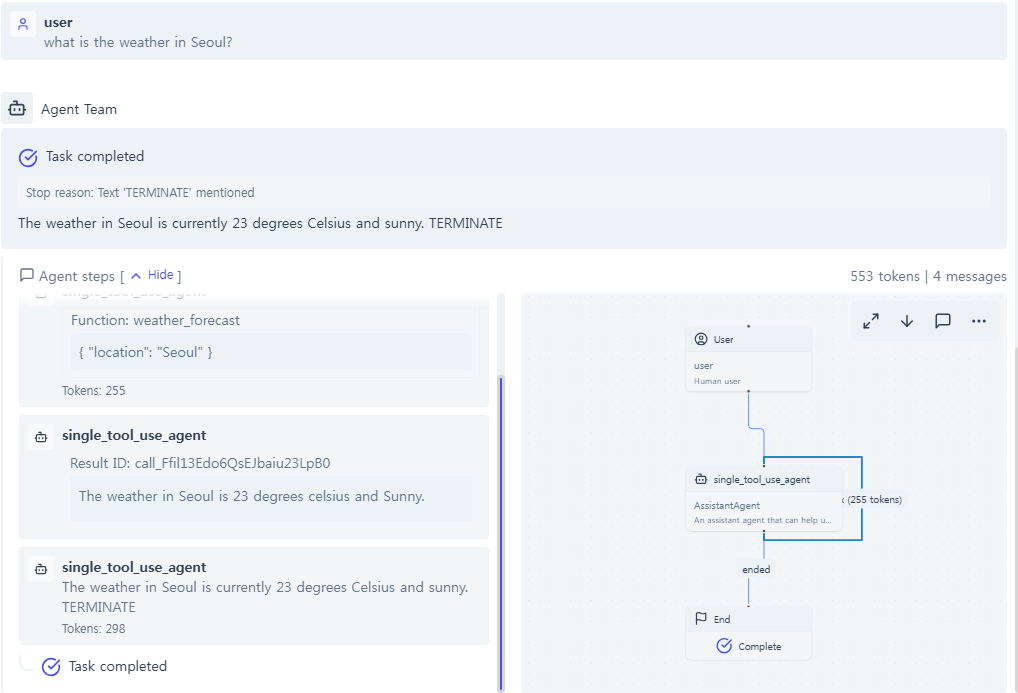 user
what is the weather in Seoul?
Agent Team
Task completed
Stop reason: Text 'TERMINATE' mentioned
The weather in Seoul is currently 23 degrees Celsius and sunny. TERMINATE
Agent steps [ Hide ]
553 tokens | 4 messages
single_tool_use_agent
Function: weather_forecast
{ "location": "Seoul" }
Tokens: 255
single_tool_use_agent
Result ID: call_Ffil13Edo6QsEJbaiu23LpB0
The weather in Seoul is 23 degrees celsius and Sunny.
single_tool_use_agent
The weather in Seoul is currently 23 degrees Celsius and sunny.
TERMINATE
Tokens: 298
Task completed
User
user
Human user
single_tool_use_agent
AssistantAgent
An assistant agent that can help u...
(255 tokens)
ended
End
Complete